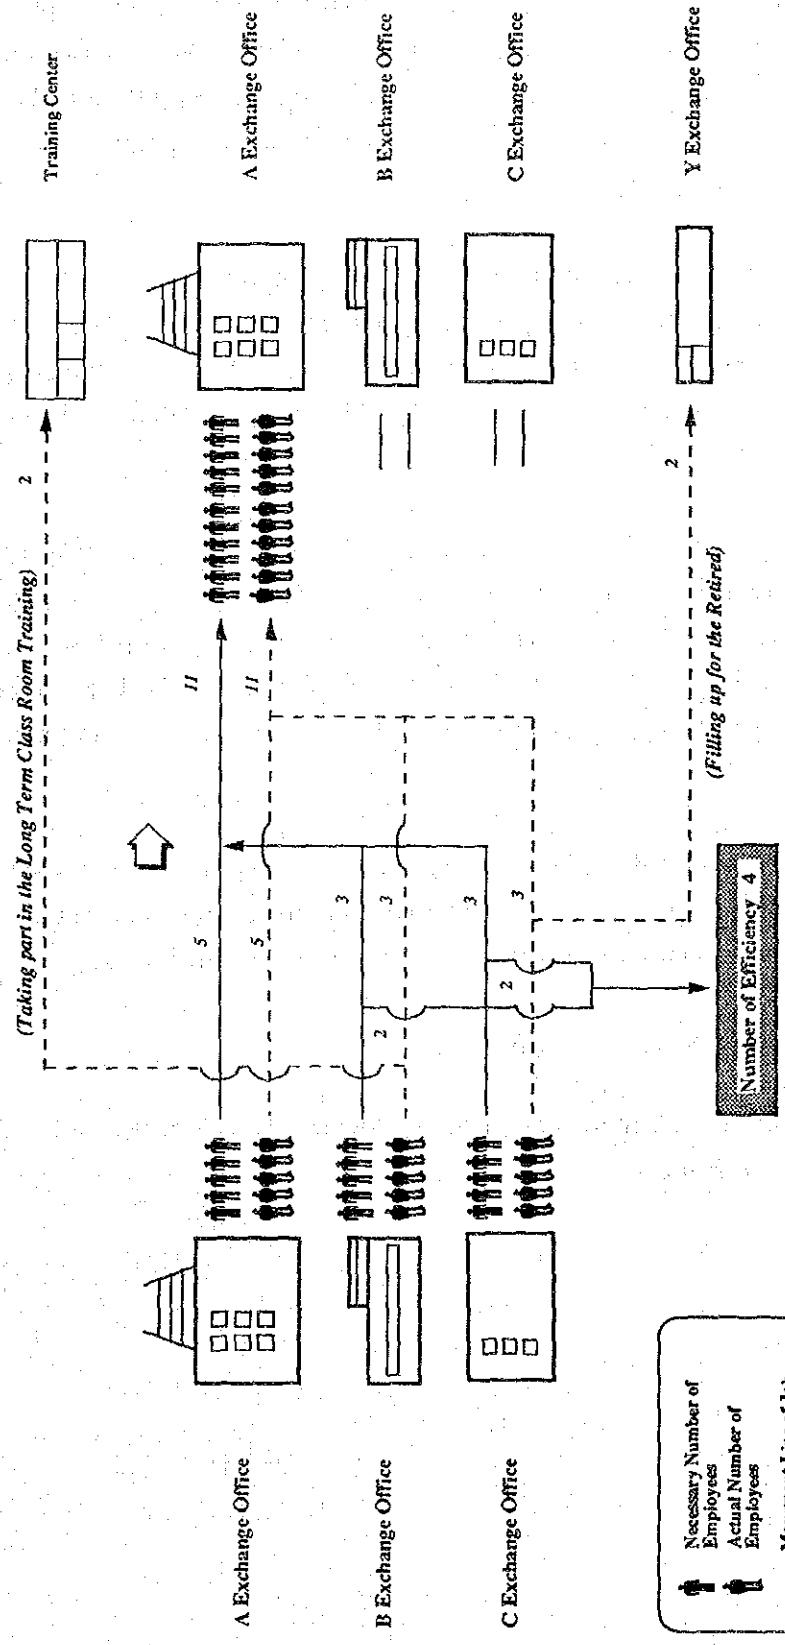 (Taking part in the Long Term Class Room Training)
2
Training Center
A Exchange Office
5
11
A Exchange Office
5
11
B Exchange Office
3
B Exchange Office
2
3
C Exchange Office
3
C Exchange Office
2
3
2
Y Exchange Office
(Filling up for the Retired)
Number of Efficiency 4
Necessary Number of
Employees
Actual Number of
Employees